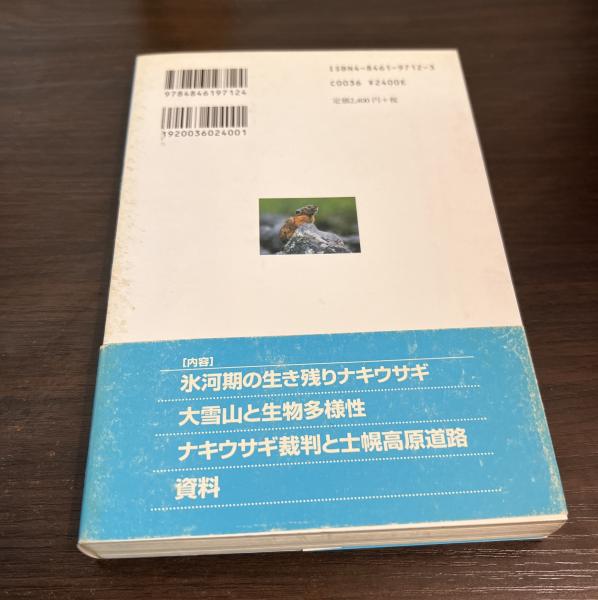 ISBN4-8461-9712-3
C0036 ¥2400E
定価2,400円+税
9784846197124
1920036024001
[内容]
氷河期の生き残りナキウサギ
大雪山と生物多様性
ナキウサギ裁判と士幌高原道路
資料